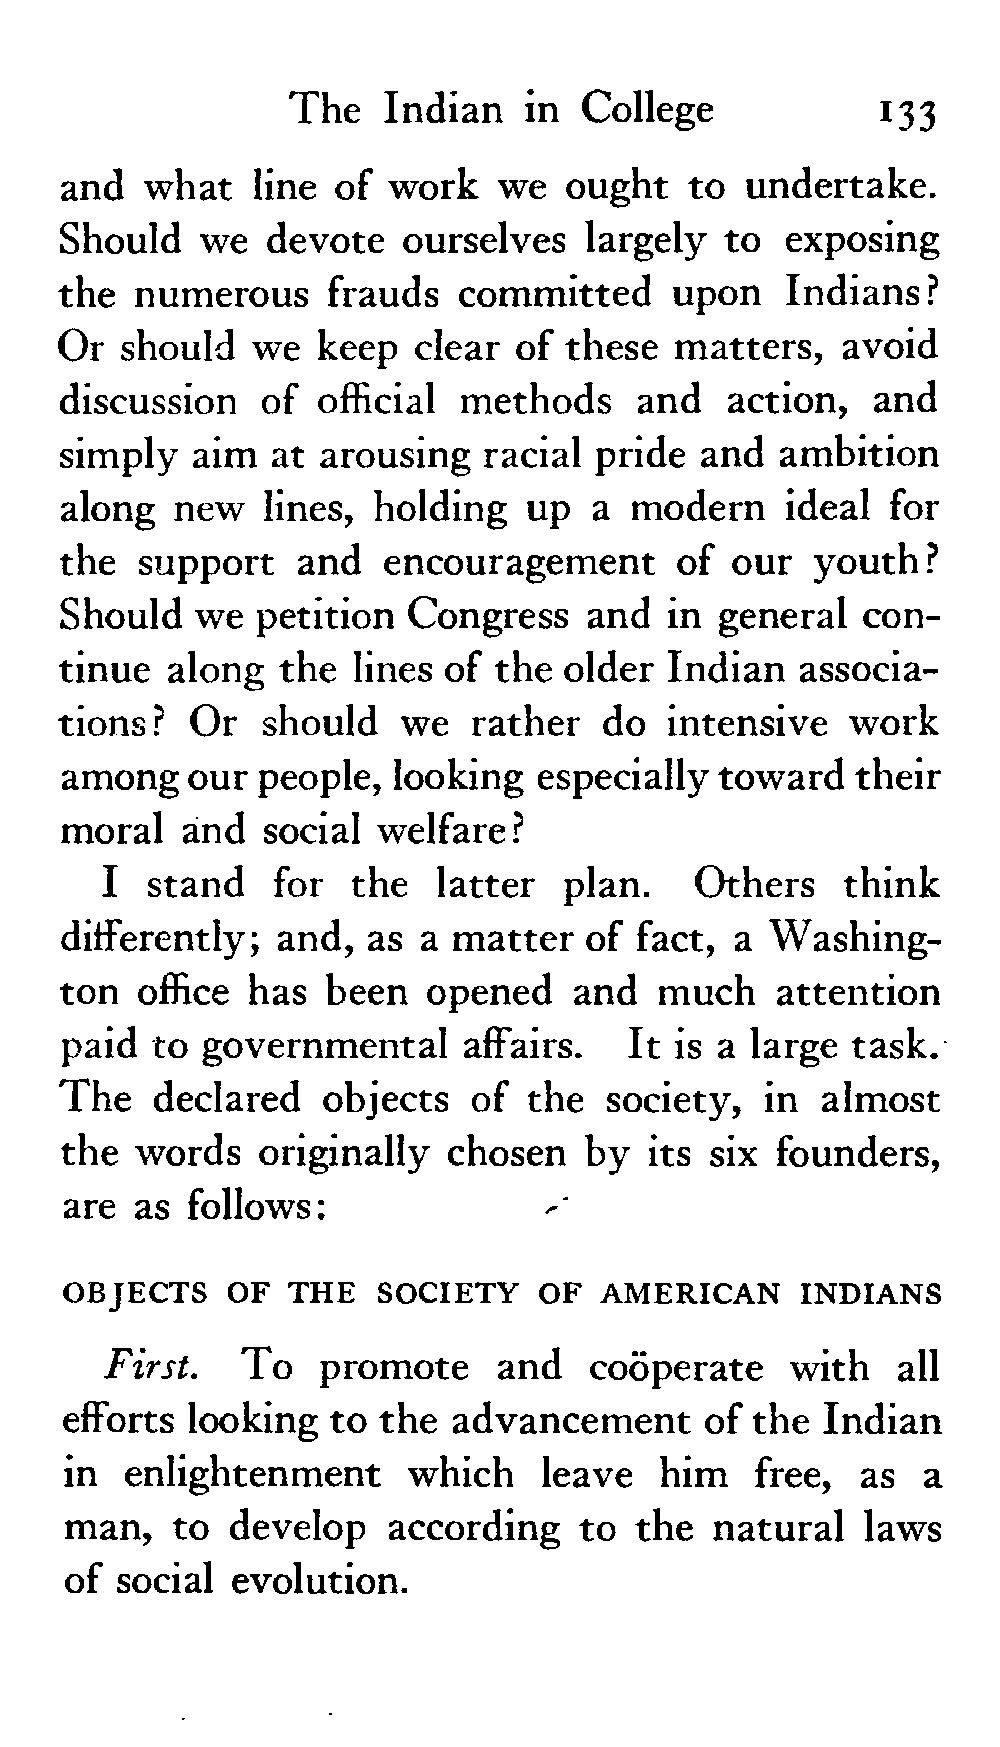 The Indian in College 133
and what line of work we ought to undertake.
Should we devote ourselves largely to exposing
the numerous frauds committed upon Indians?
Or should we keep clear of these matters, avoid
discussion of official methods and action, and
simply aim at arousing racial pride and ambition
along new lines, holding up a modern ideal for
the support and encouragement of our youth?
Should we petition Congress and in general con-
tinue along the lines of the older Indian associa-
tions? Or should we rather do intensive work
among our people, looking especially toward their
moral and social welfare?
I stand for the latter plan. Others think
differently; and, as a matter of fact, a Washing-
ton office has been opened and much attention
paid to governmental affairs. It is a large task.
The declared objects of the society, in almost
the words originally chosen by its six founders,
are as follows:
OBJECTS OF THE SOCIETY OF AMERICAN INDIANS
First. To promote and coöperate with all
efforts looking to the advancement of the Indian
in enlightenment which leave him free, as a
man, to develop according to the natural laws
of social evolution.